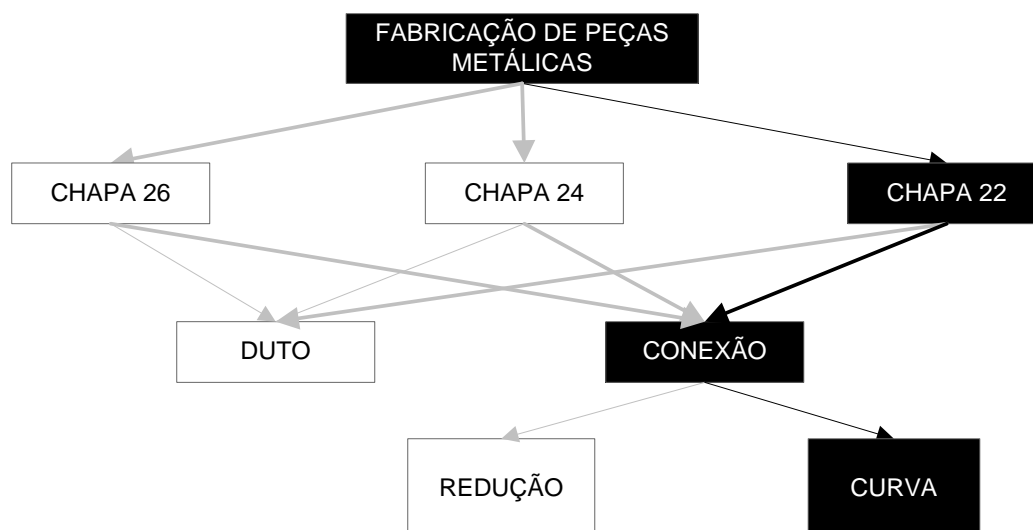 FABRICAÇÃO DE PEÇAS
METÁLICAS
CHAPA 26
CHAPA 24
CHAPA 22
DUTO
CONEXÃO
REDUÇÃO
CURVA